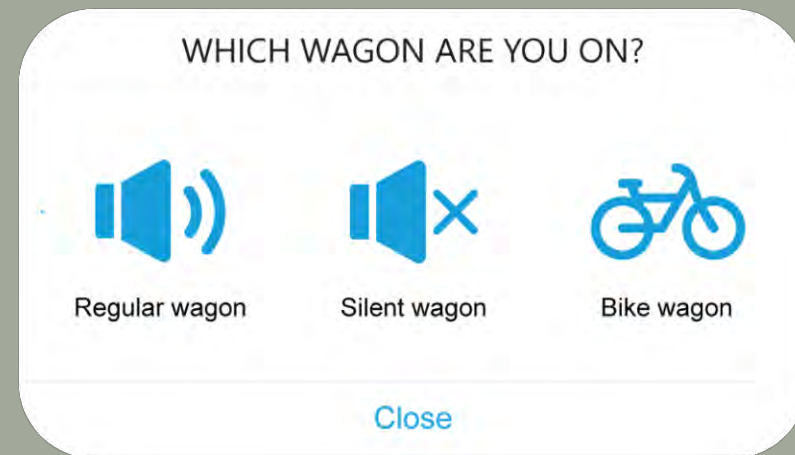 WHICH WAGON ARE YOU ON?
Regular wagon
Silent wagon
Bike wagon
Close